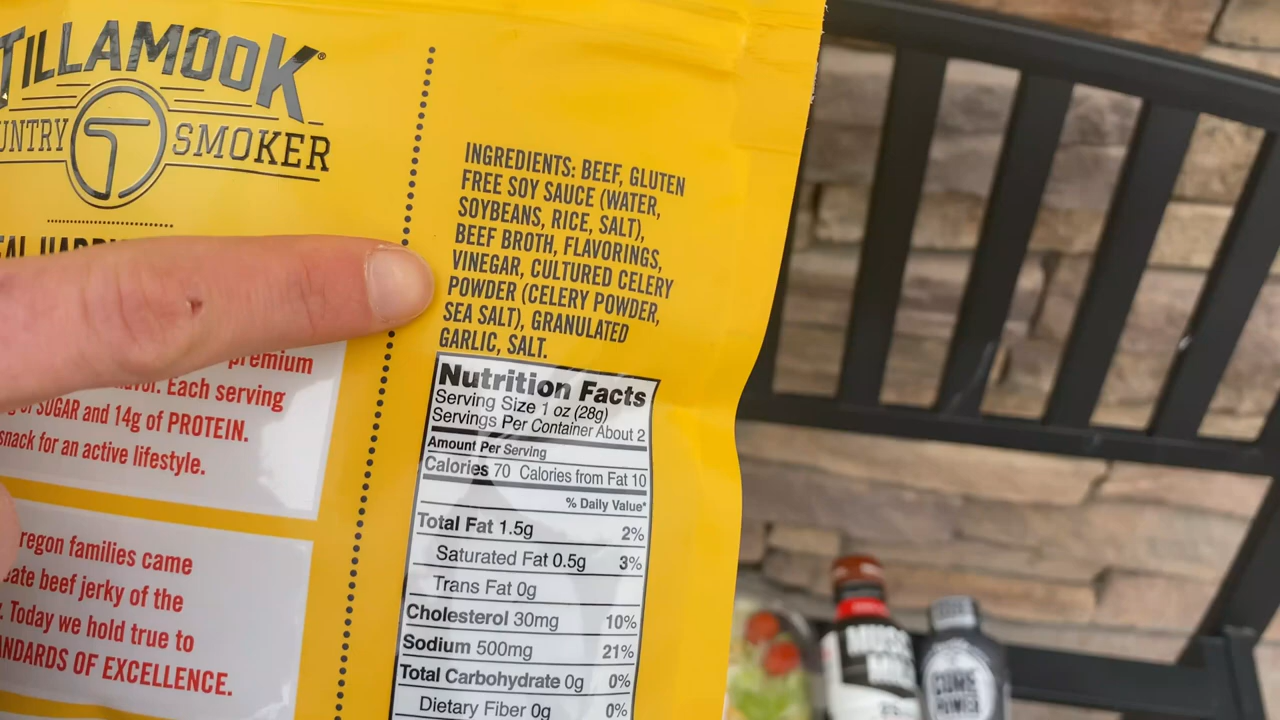 TILLAMOOK®
UNTRY SMOKER
premium
Each serving
of SUGAR and 14g of PROTEIN.
snack for an active lifestyle.
regon families came
ate beef jerky of the
Today we hold true to
ANDARDS OF EXCELLENCE.
INGREDIENTS: BEEF, GLUTEN
FREE SOY SAUCE (WATER,
SOYBEANS, RICE, SALT),
BEEF BROTH, FLAVORINGS,
VINEGAR, CULTURED CELERY
POWDER (CELERY POWDER,
SEA SALT), GRANULATED
GARLIC, SALT.
Nutrition Facts
Serving Size 1 oz (28g)
Servings Per Container About 2
Amount Per Serving
Calories 70 Calories from Fat 10
% Daily Value*
Total Fat 1.5g 2%
Saturated Fat 0.5g 3%
Trans Fat 0g
Cholesterol 30mg 10%
Sodium 500mg 21%
Total Carbohydrate 0g 0%
Dietary Fiber 0g 0%